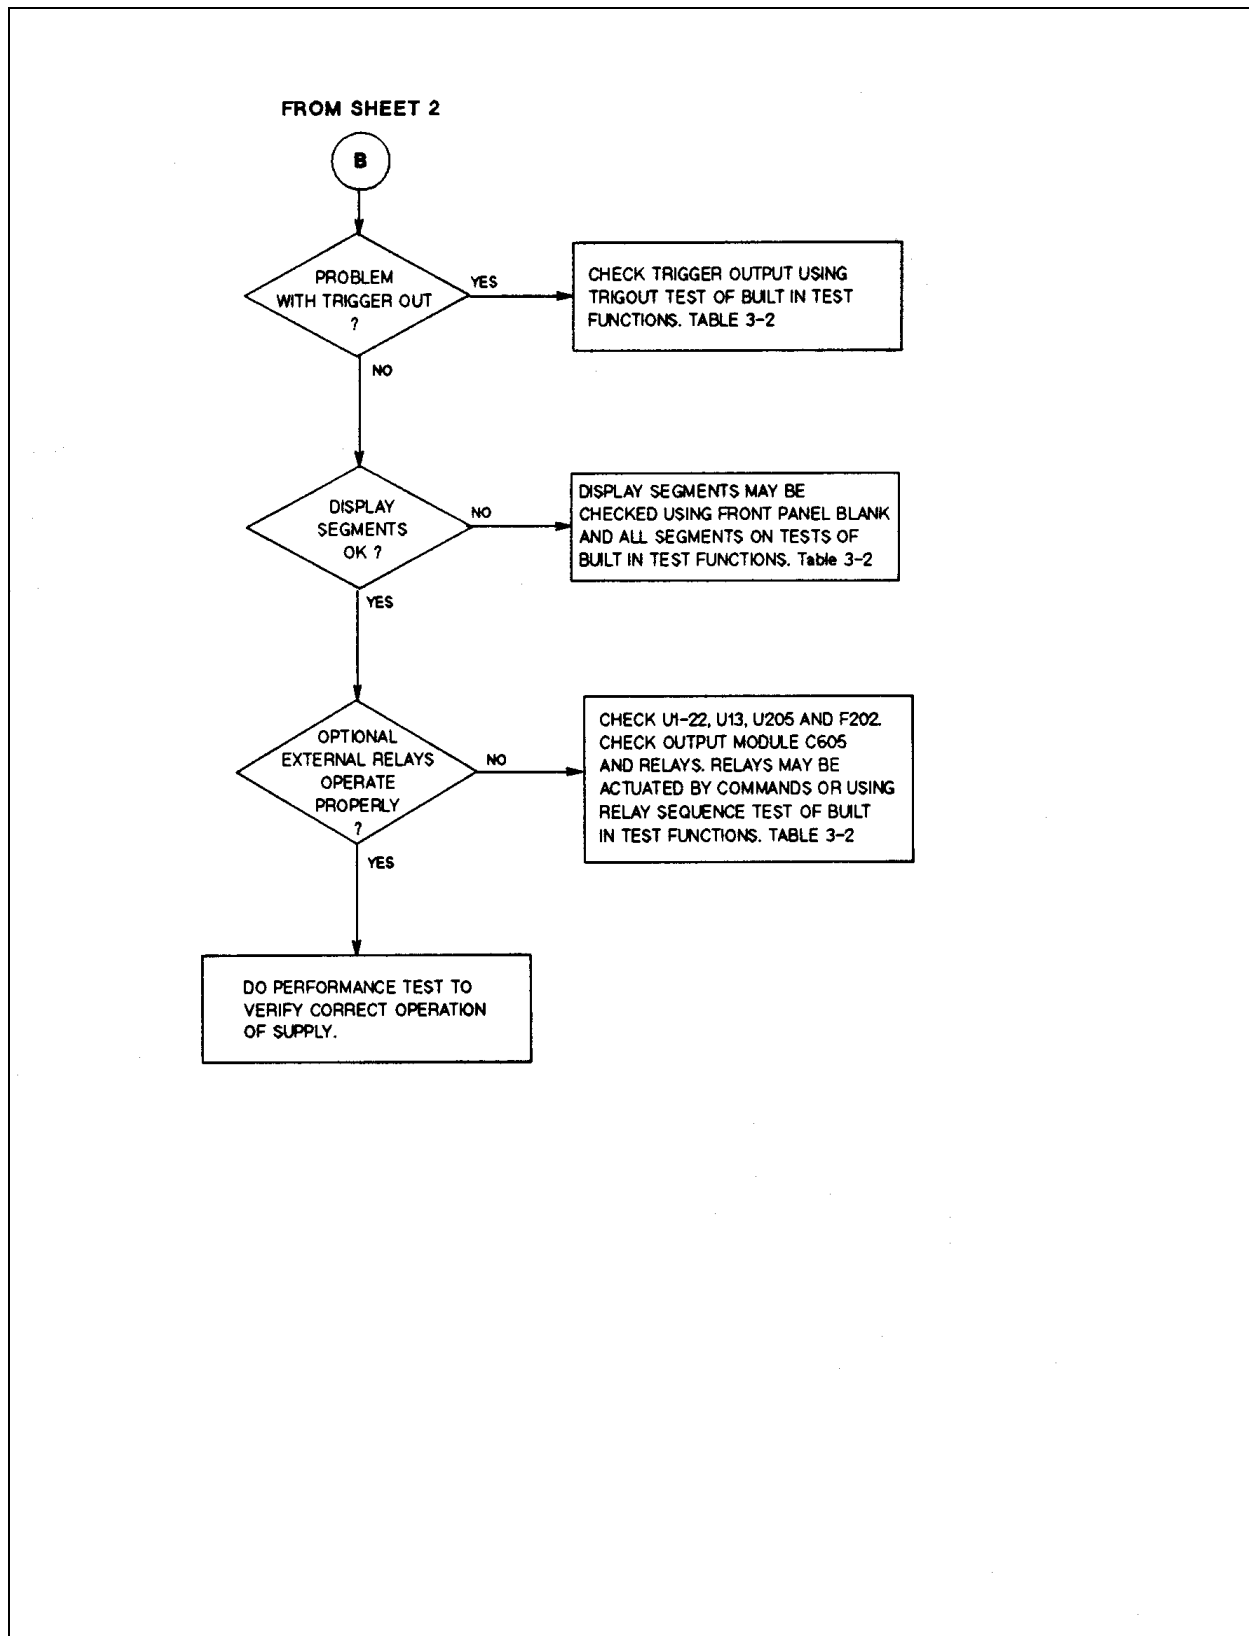 FROM SHEET 2
B
PROBLEM
WITH TRIGGER OUT
?
YES
CHECK TRIGGER OUTPUT USING
TRIGOUT TEST OF BUILT IN TEST
FUNCTIONS. TABLE 3-2
NO
DISPLAY
SEGMENTS
OK ?
NO
DISPLAY SEGMENTS MAY BE
CHECKED USING FRONT PANEL BLANK
AND ALL SEGMENTS ON TESTS OF
BUILT IN TEST FUNCTIONS. Table 3-2
YES
OPTIONAL
EXTERNAL RELAYS
OPERATE
PROPERLY
?
NO
CHECK U1-22, U13, U205 AND F202.
CHECK OUTPUT MODULE C605
AND RELAYS. RELAYS MAY BE
ACTUATED BY COMMANDS OR USING
RELAY SEQUENCE TEST OF BUILT
IN TEST FUNCTIONS. TABLE 3-2
YES
DO PERFORMANCE TEST TO
VERIFY CORRECT OPERATION
OF SUPPLY.